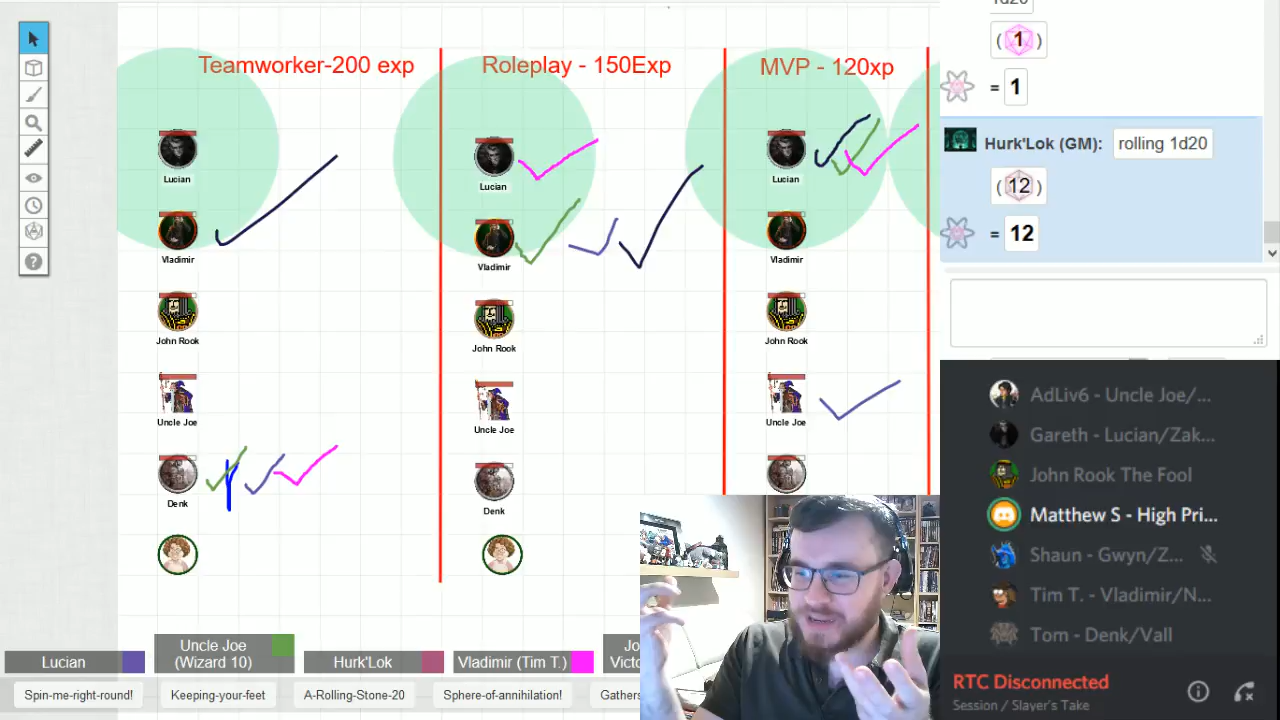 Teamworker-200 exp
Lucian
Vladimir
John Rook
Uncle Joe
Denk
Roleplay - 150Exp
Lucian
Vladimir
John Rook
Uncle Joe
Denk
MVP - 120xp
Lucian
Vladimir
John Rook
Uncle Joe
1d20
(1)
= 1
Hurk'Lok (GM): rolling 1d20
(12)
= 12
AdLiv6 - Uncle Joe/...
Gareth - Lucian/Zak...
John Rook The Fool
Matthew S - High Pri...
Shaun - Gwyn/Z...
Tim T. - Vladimir/N...
Tom - Denk/Vall
RTC Disconnected
Session / Slayer's Take
Lucian
Uncle Joe
(Wizard 10)
Hurk'Lok
Vladimir (Tim T.)
Jo
Victo
Spin-me-right-round!
Keeping-your-feet
A-Rolling-Stone-20
Sphere-of-annihilation!
Gathers